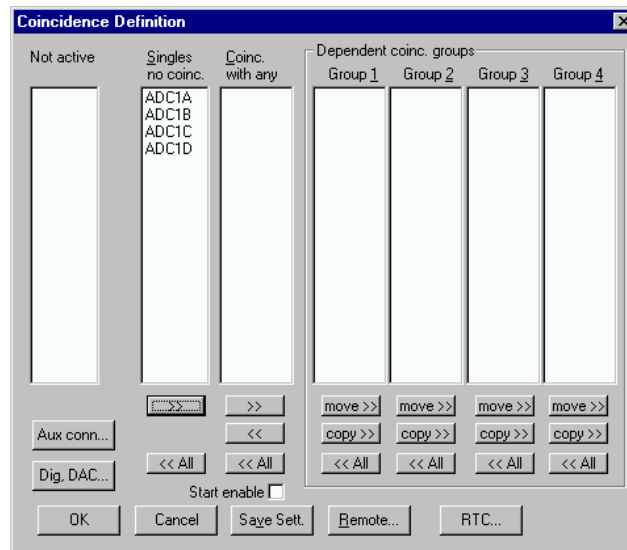 Coincidence Definition
Not active
Singles
no coinc.
Coinc.
with any
Dependent coinc. groups
Group 1
Group 2
Group 3
Group 4
ADC1A
ADC1B
ADC1C
ADC1D
>>
>>
move >>
move >>
move >>
move >>
Aux conn...
<<
copy >>
copy >>
copy >>
copy >>
Dig, DAC...
<< All
<< All
<< All
<< All
<< All
<< All
Start enable
OK
Cancel
Save Sett.
Remote...
RTC...